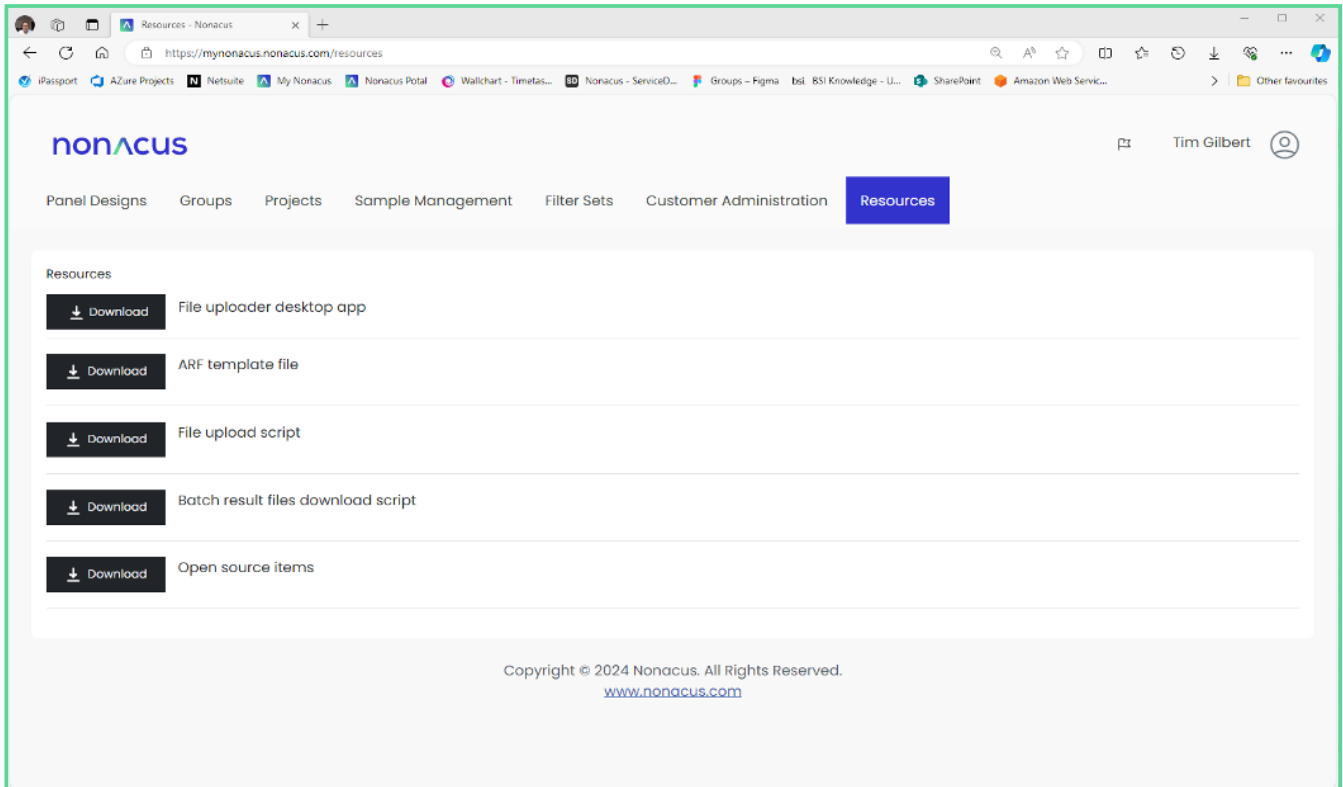 Resources - Nonacus
https://mynonacus.nonacus.com/resources
iPassport AZure Projects Netsuite My Nonacus Nonacus Potal Wallchart - Timetas... Nonacus - ServiceD... Groups – Figma bsi. BSI Knowledge - U... SharePoint Amazon Web Servic... Other favourites
nonacus
Tim Gilbert
Panel Designs Groups Projects Sample Management Filter Sets Customer Administration Resources
Resources
Download File uploader desktop app
Download ARF template file
Download File upload script
Download Batch result files download script
Download Open source items
Copyright © 2024 Nonacus. All Rights Reserved.
www.nonacus.com